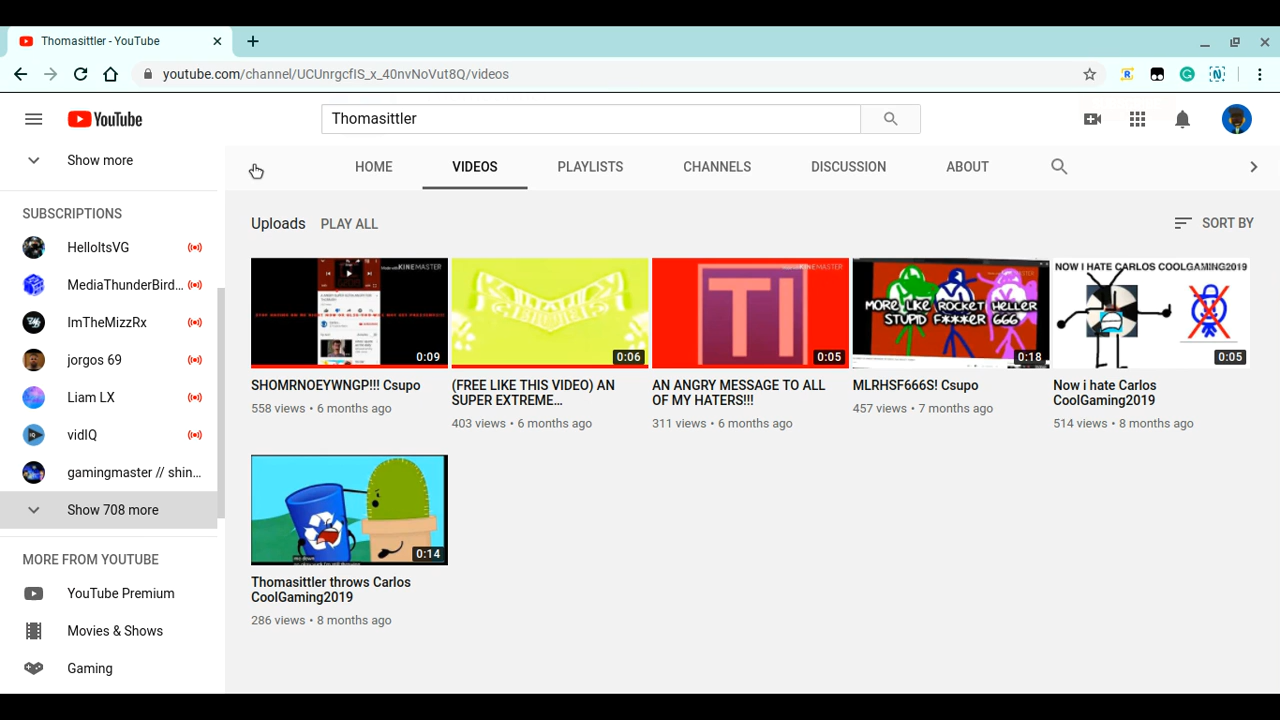 Thomasittler - YouTube
youtube.com/channel/UCUnrgcfIS_x_40nvNoVut8Q/videos
YouTube
Thomasittler
Show more
HOME
VIDEOS
PLAYLISTS
CHANNELS
DISCUSSION
ABOUT
SUBSCRIPTIONS
HelloItsVG
MediaThunderBird...
ImTheMizzRx
jorgos 69
Liam LX
vidIQ
gamingmaster // shin...
Show 708 more
MORE FROM YOUTUBE
YouTube Premium
Movies & Shows
Gaming
Uploads PLAY ALL
SORT BY
KINEMASTER
0:09
SHOMRNOEYWNGP!!! Csupo
558 views • 6 months ago
0:06
(FREE LIKE THIS VIDEO) AN
SUPER EXTREME...
403 views • 6 months ago
KINEMASTER
TI
0:05
AN ANGRY MESSAGE TO ALL
OF MY HATERS!!!
311 views • 6 months ago
KINEMASTER
MORE LIKE ROCKET HELLER
STUPID F***ER 666
0:18
MLRHSF666S! Csupo
457 views • 7 months ago
NOW I HATE CARLOS COOLGAMING2019
0:05
Now i hate Carlos
CoolGaming2019
514 views • 8 months ago
0:14
Thomasittler throws Carlos
CoolGaming2019
286 views • 8 months ago